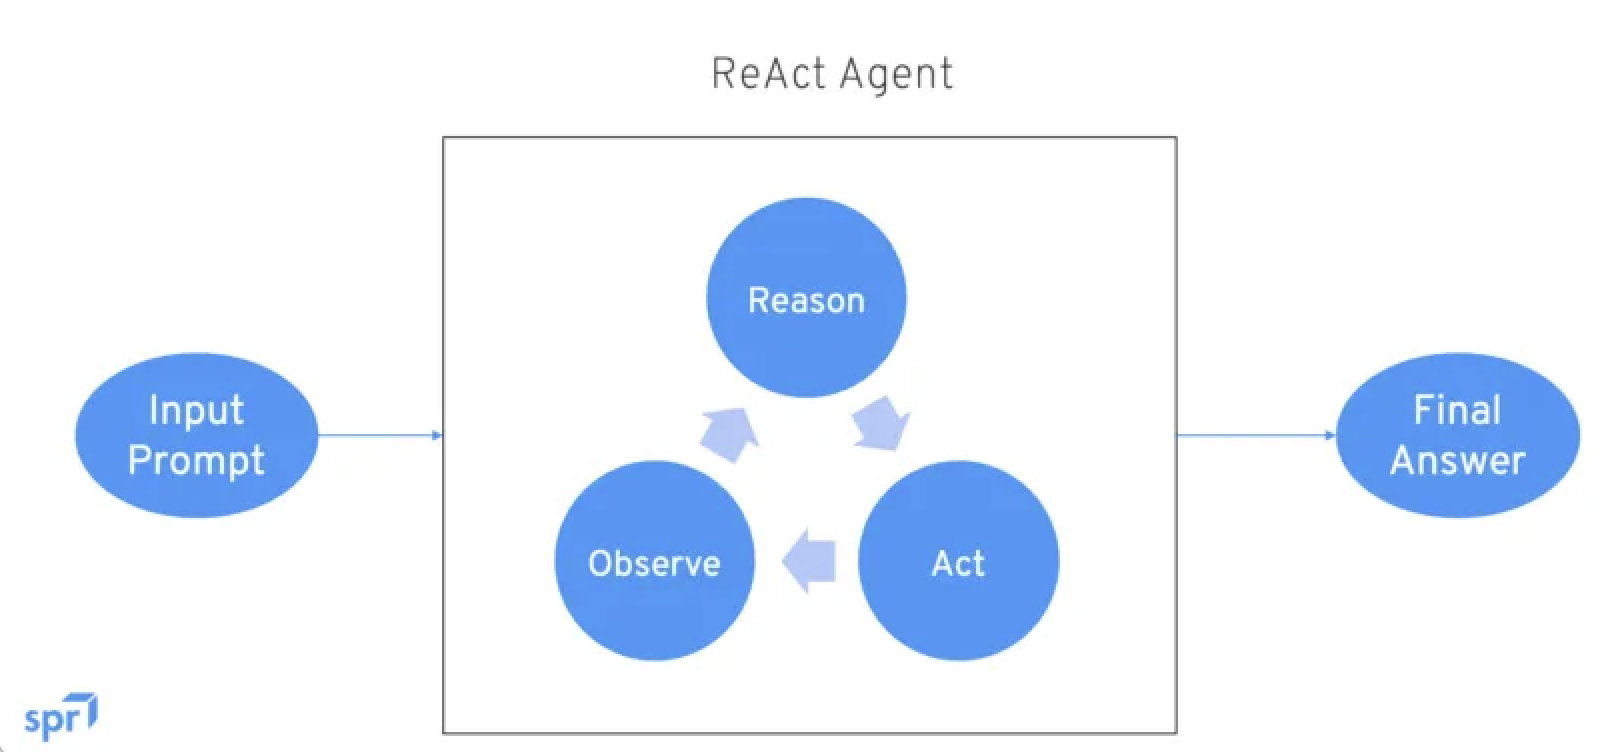 ReAct Agent
Reason
Input
Prompt
Final
Answer
Observe
Act
spr